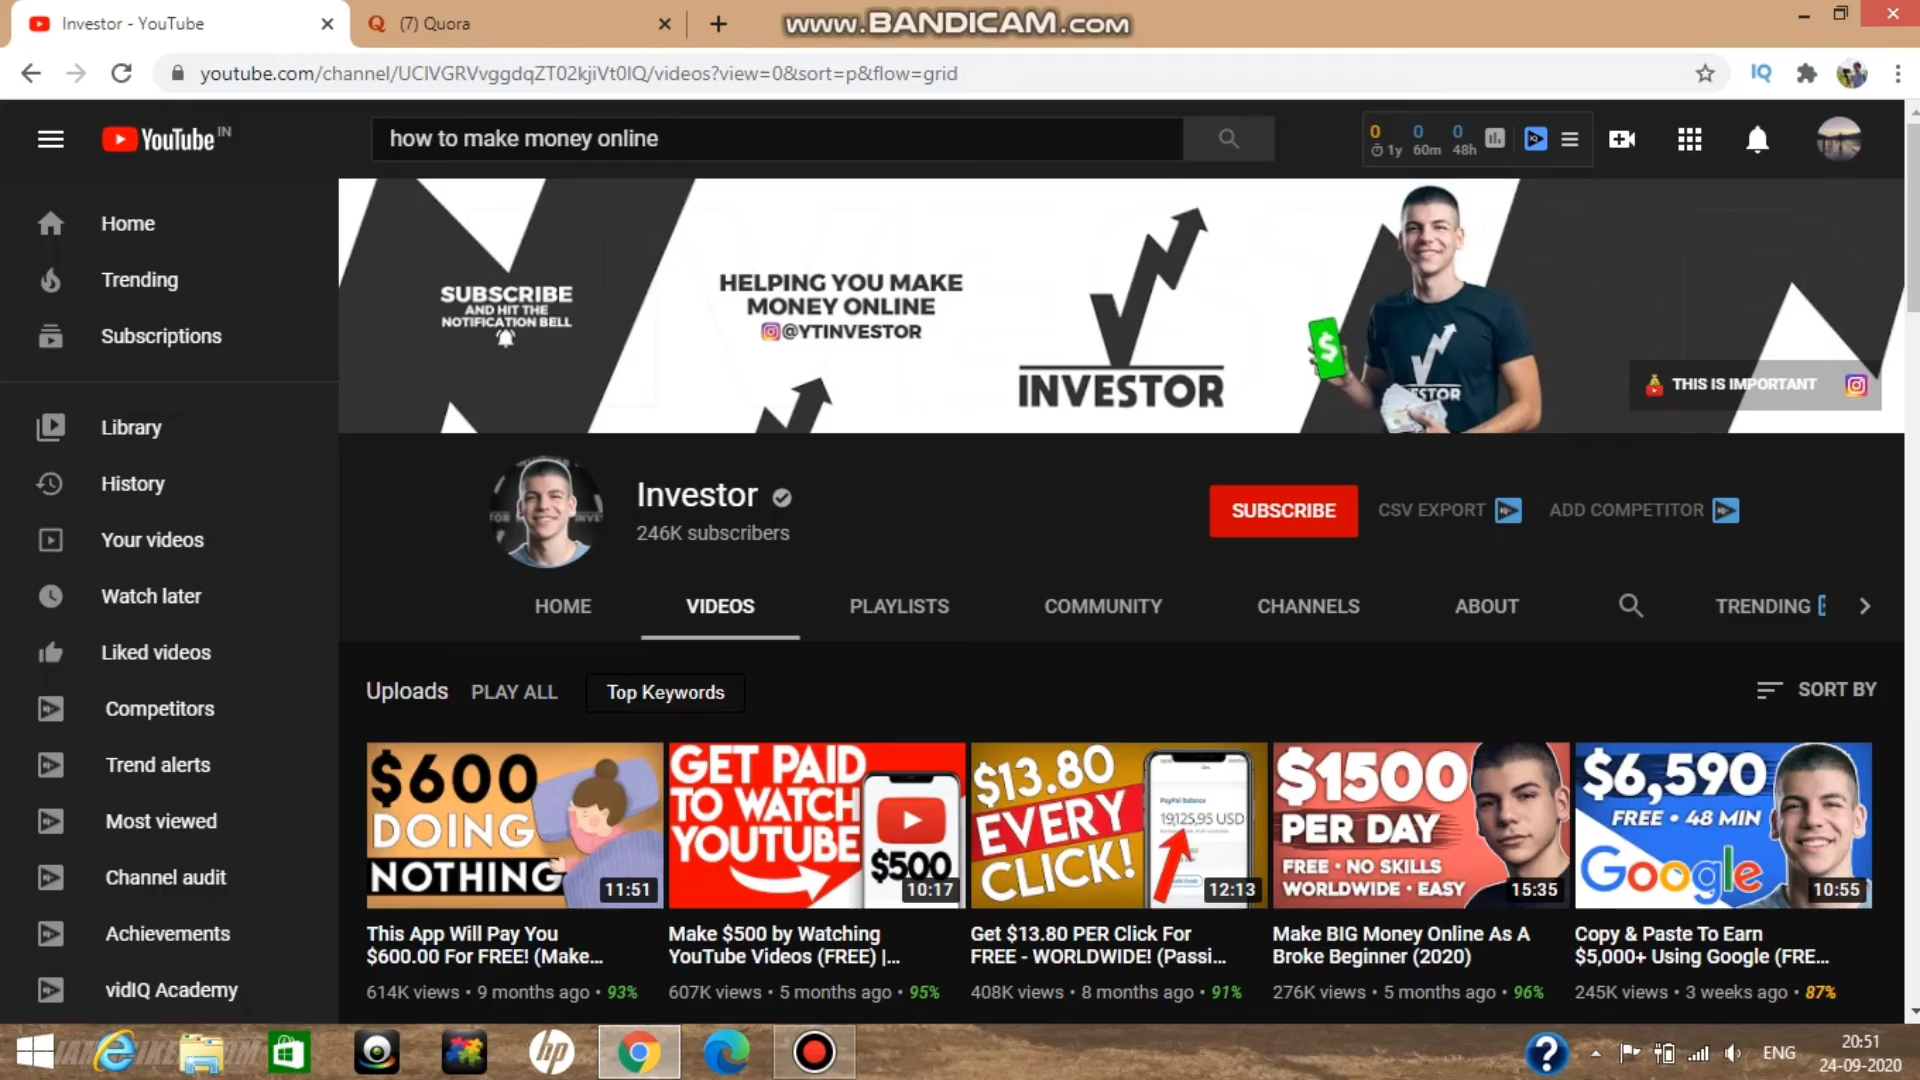 Investor - YouTube
(7) Quora
www.BANDICAM.com
youtube.com/channel/UClVGRVvggdqZT02kjiVt0lQ/videos?view=0&sort=p&flow=grid
IQ
YouTube IN
how to make money online
0 0 0
1y 60m 48h
Home
Trending
Subscriptions
Library
History
Your videos
Watch later
Liked videos
Competitors
Trend alerts
Most viewed
Channel audit
Achievements
vidIQ Academy
SUBSCRIBE
AND HIT THE
NOTIFICATION BELL
HELPING YOU MAKE
MONEY ONLINE
@YTINVESTOR
INVESTOR
$
THIS IS IMPORTANT
Investor
246K subscribers
SUBSCRIBE
CSV EXPORT
ADD COMPETITOR
HOME
VIDEOS
PLAYLISTS
COMMUNITY
CHANNELS
ABOUT
TRENDING
Uploads
PLAY ALL
Top Keywords
SORT BY
$600
DOING
NOTHING
11:51
GET PAID
TO WATCH
YOUTUBE
$500
10:17
$13.80
EVERY
CLICK!
PayPal balance
19,125,95 USD
12:13
$1500
PER DAY
FREE • NO SKILLS
WORLDWIDE • EASY
15:35
$6,590
FREE • 48 MIN
Google
10:55
This App Will Pay You
$600.00 For FREE! (Make...
614K views • 9 months ago • 93%
Make $500 by Watching
YouTube Videos (FREE) |...
607K views • 5 months ago • 95%
Get $13.80 PER Click For
FREE - WORLDWIDE! (Passi...
408K views • 8 months ago • 91%
Make BIG Money Online As A
Broke Beginner (2020)
276K views • 5 months ago • 96%
Copy & Paste To Earn
$5,000+ Using Google (FRE...
245K views • 3 weeks ago • 87%
hp
ENG
20:51
24-09-2020